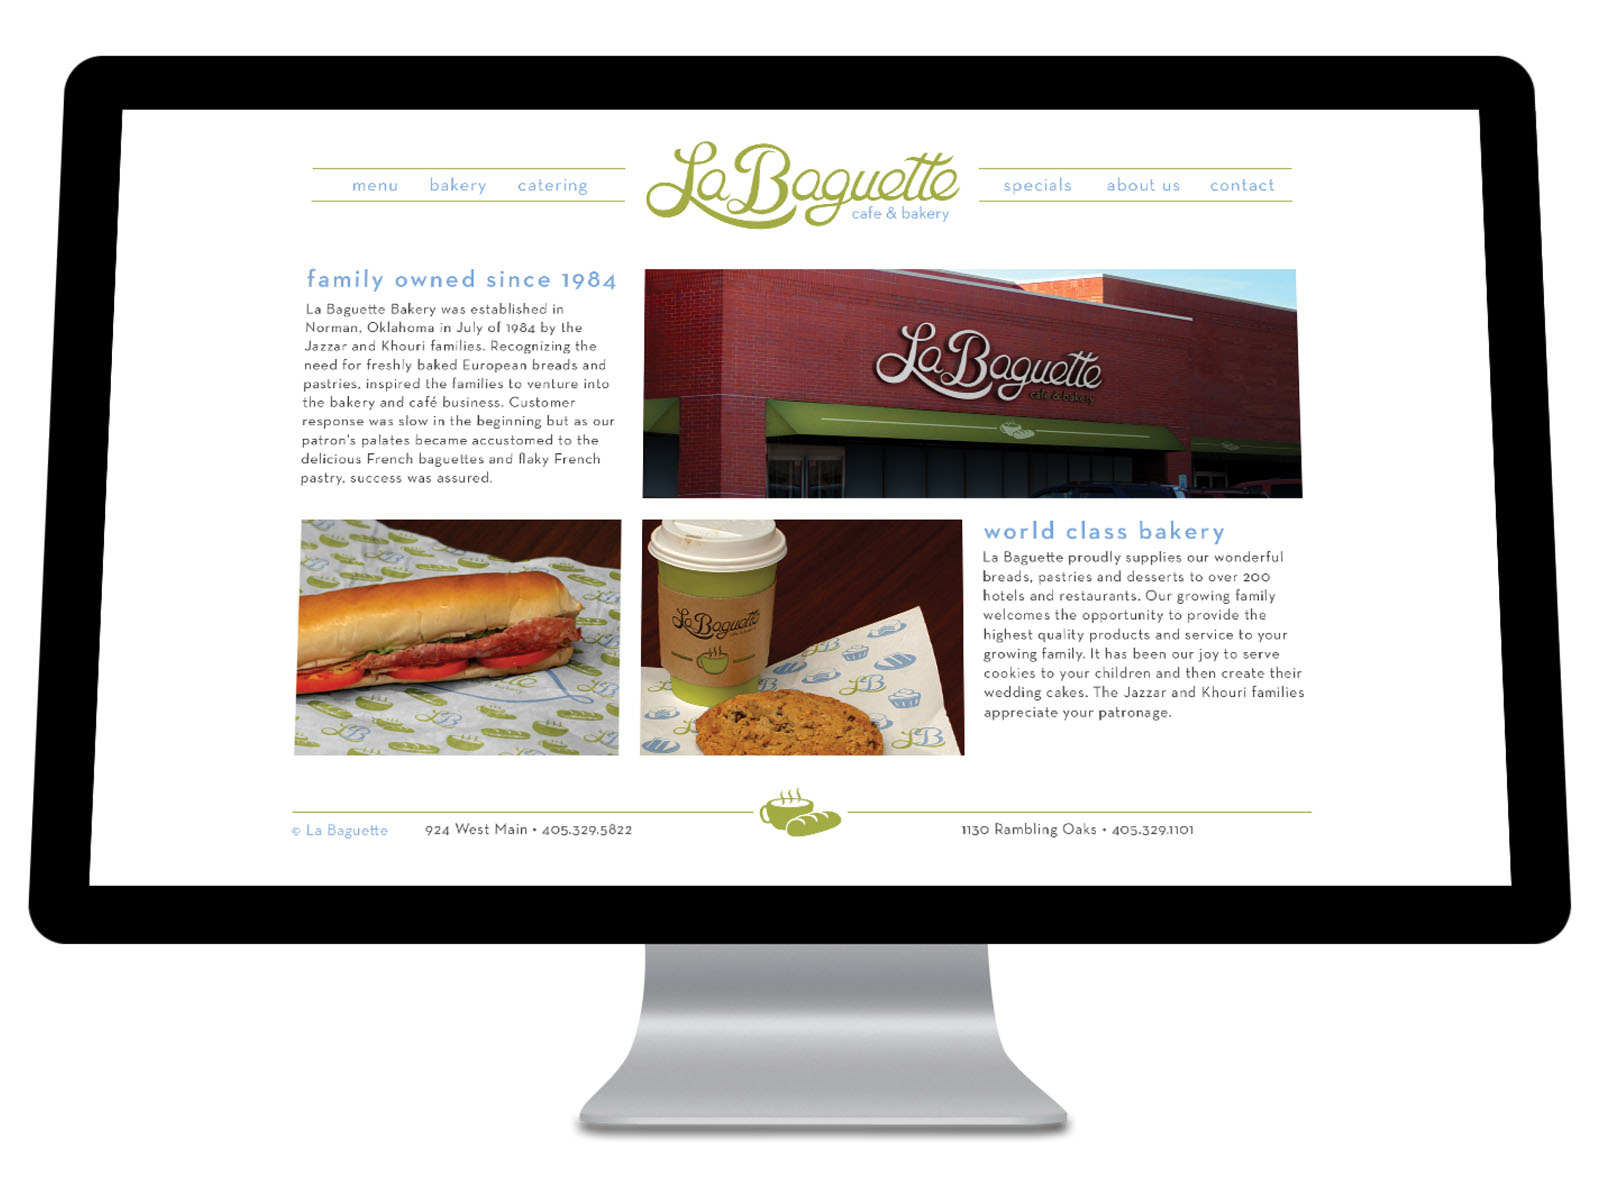 menu bakery catering
La Baguette
cafe & bakery
specials about us contact
family owned since 1984
La Baguette Bakery was established in
Norman, Oklahoma in July of 1984 by the
Jazzar and Khouri families. Recognizing the
need for freshly baked European breads and
pastries, inspired the families to venture into
the bakery and café business. Customer
response was slow in the beginning but as our
patron's palates became accustomed to the
delicious French baguettes and flaky French
pastry, success was assured.
La Baguette
cafe & bakery
LB
La Baguette
cafe & bakery
LB
LB
world class bakery
La Baguette proudly supplies our wonderful
breads, pastries and desserts to over 200
hotels and restaurants. Our growing family
welcomes the opportunity to provide the
highest quality products and service to your
growing family. It has been our joy to serve
cookies to your children and then create their
wedding cakes. The Jazzar and Khouri families
appreciate your patronage.
© La Baguette
924 West Main • 405.329.5822
1130 Rambling Oaks • 405.329.1101